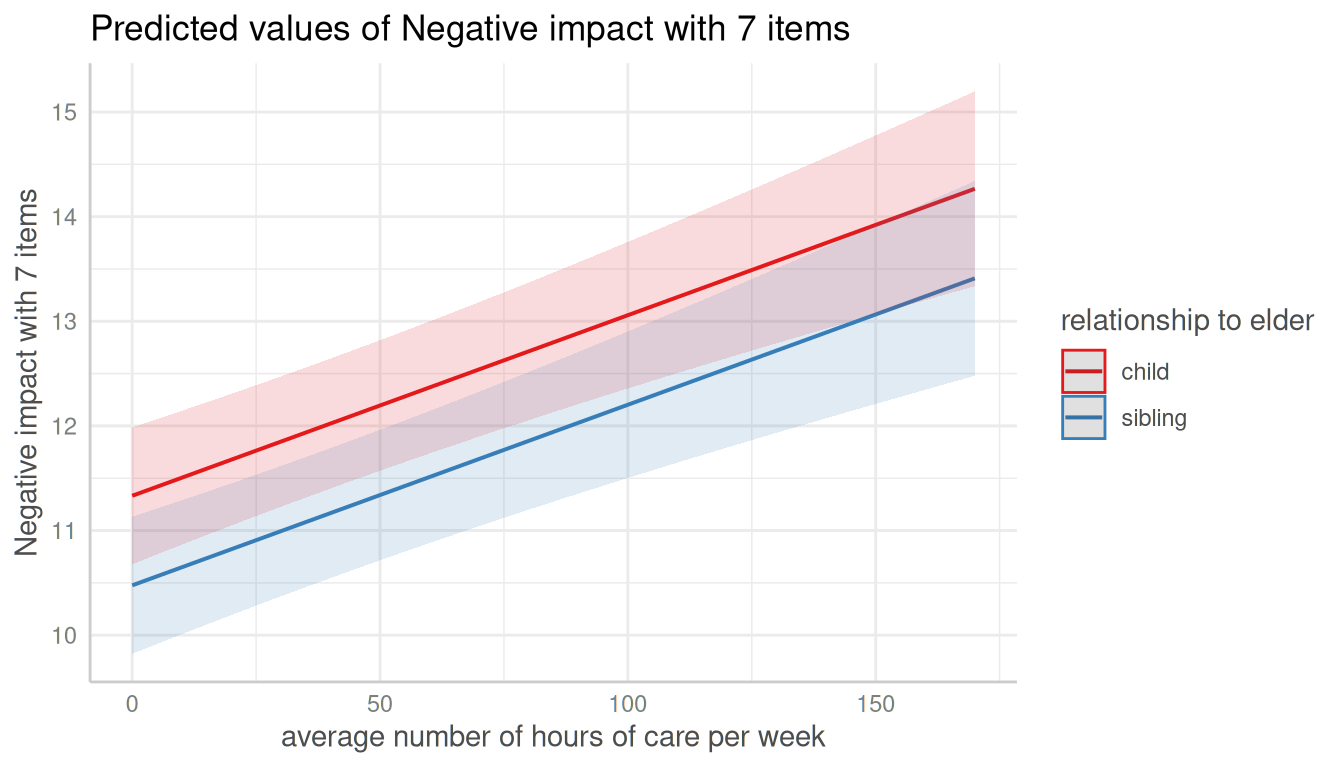 Predicted values of Negative impact with 7 items
Negative impact with 7 items
15
14
13
12
11
10
0 50 100 150
average number of hours of care per week
relationship to elder
child
sibling